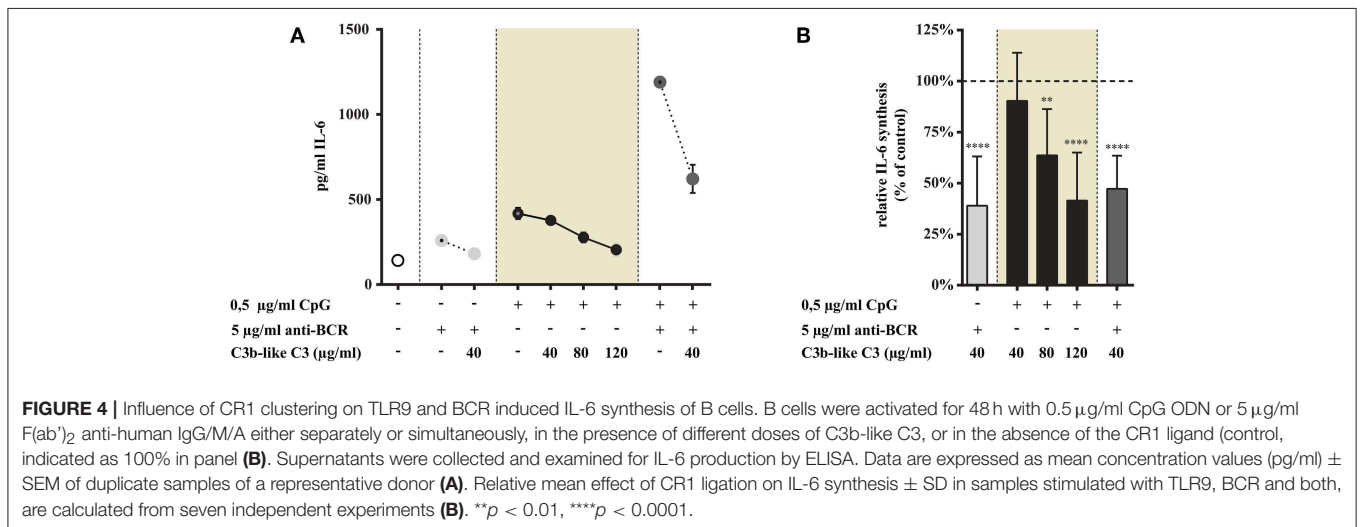 A
B
1500
1000
500
0
pg/ml IL-6
0,5 µg/ml CpG - - - + + + + + +
5 µg/ml anti-BCR - + + - - - - + +
C3b-like C3 (µg/ml) - - 40 - 40 80 120 - 40
125%
100%
75%
50%
25%
0%
relative IL-6 synthesis
(% of control)
**** ** **** ****
0,5 µg/ml CpG - + + + +
5 µg/ml anti-BCR + - - - +
C3b-like C3 (µg/ml) 40 40 80 120 40
FIGURE 4 | Influence of CR1 clustering on TLR9 and BCR induced IL-6 synthesis of B cells. B cells were activated for 48 h with 0.5 µg/ml CpG ODN or 5 µg/ml
F(ab')₂ anti-human IgG/M/A either separately or simultaneously, in the presence of different doses of C3b-like C3, or in the absence of the CR1 ligand (control,
indicated as 100% in panel (B). Supernatants were collected and examined for IL-6 production by ELISA. Data are expressed as mean concentration values (pg/ml) ±
SEM of duplicate samples of a representative donor (A). Relative mean effect of CR1 ligation on IL-6 synthesis ± SD in samples stimulated with TLR9, BCR and both,
are calculated from seven independent experiments (B). **p < 0.01, ****p < 0.0001.